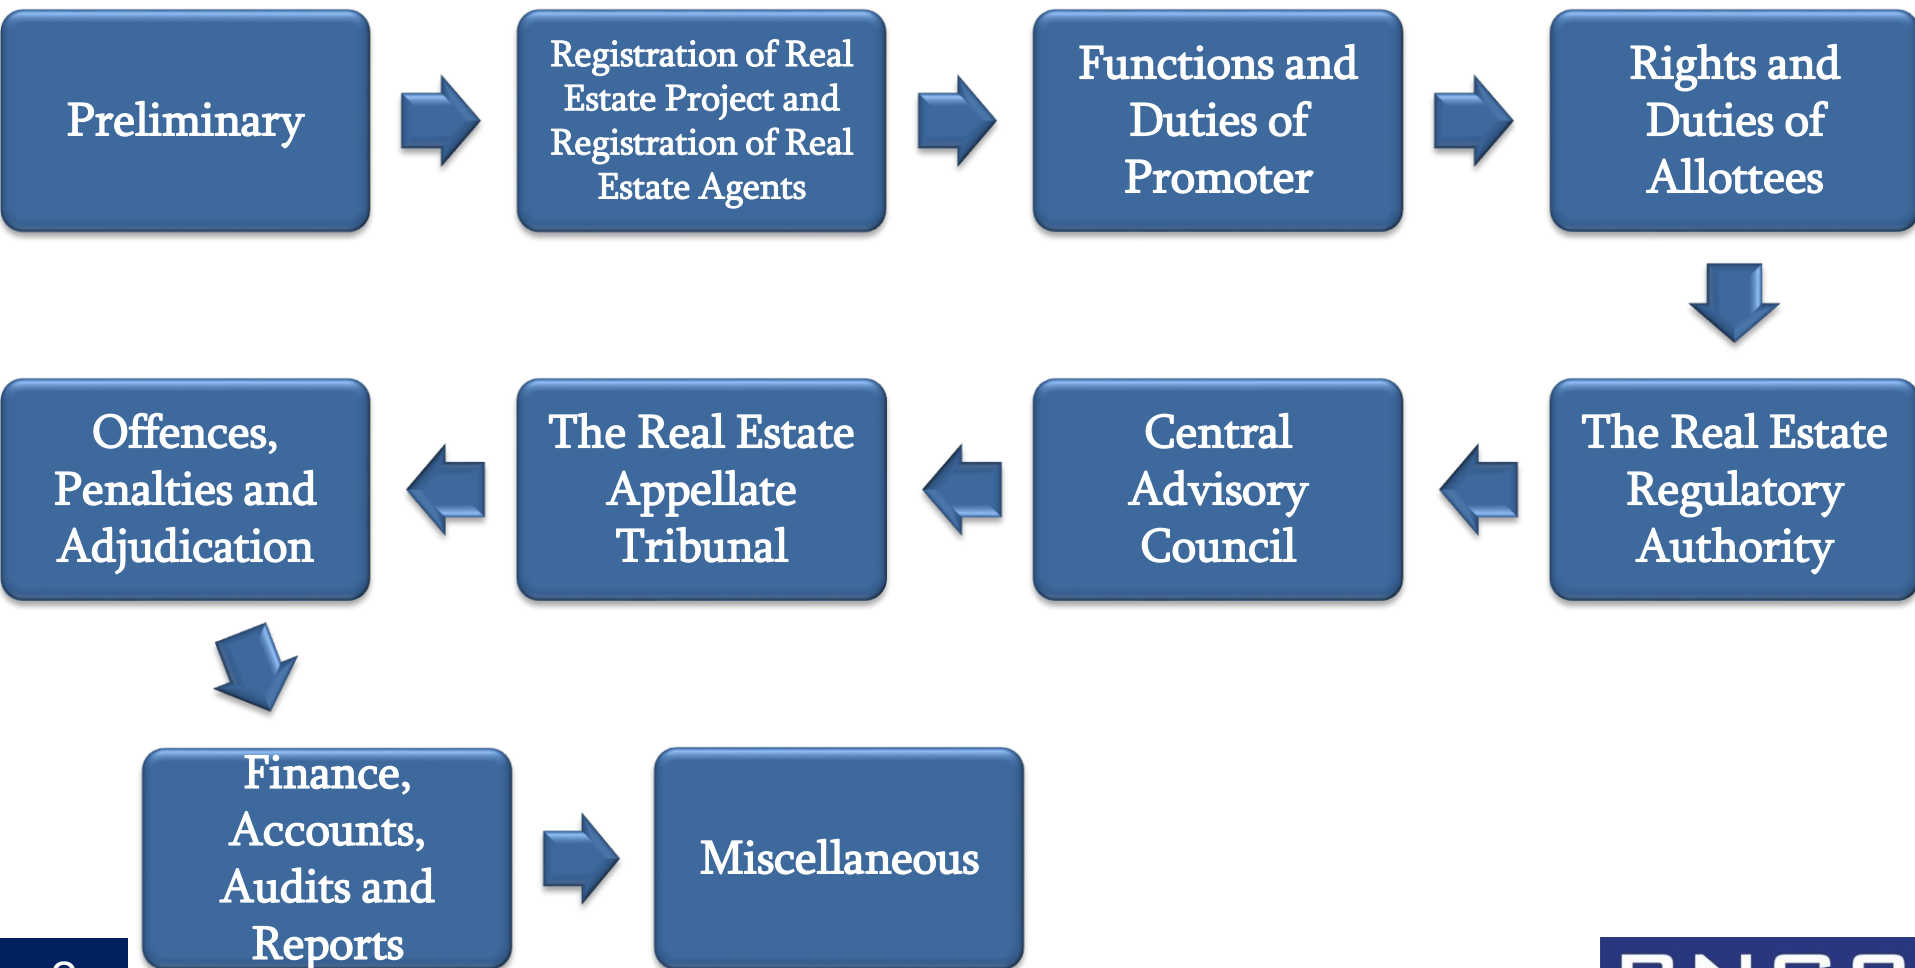 Preliminary
Registration of Real
Estate Project and
Registration of Real
Estate Agents
Functions and
Duties of
Promoter
Rights and
Duties of
Allottees
The Real Estate
Regulatory
Authority
Central
Advisory
Council
The Real Estate
Appellate
Tribunal
Offences,
Penalties and
Adjudication
Finance,
Accounts,
Audits and
Reports
Miscellaneous